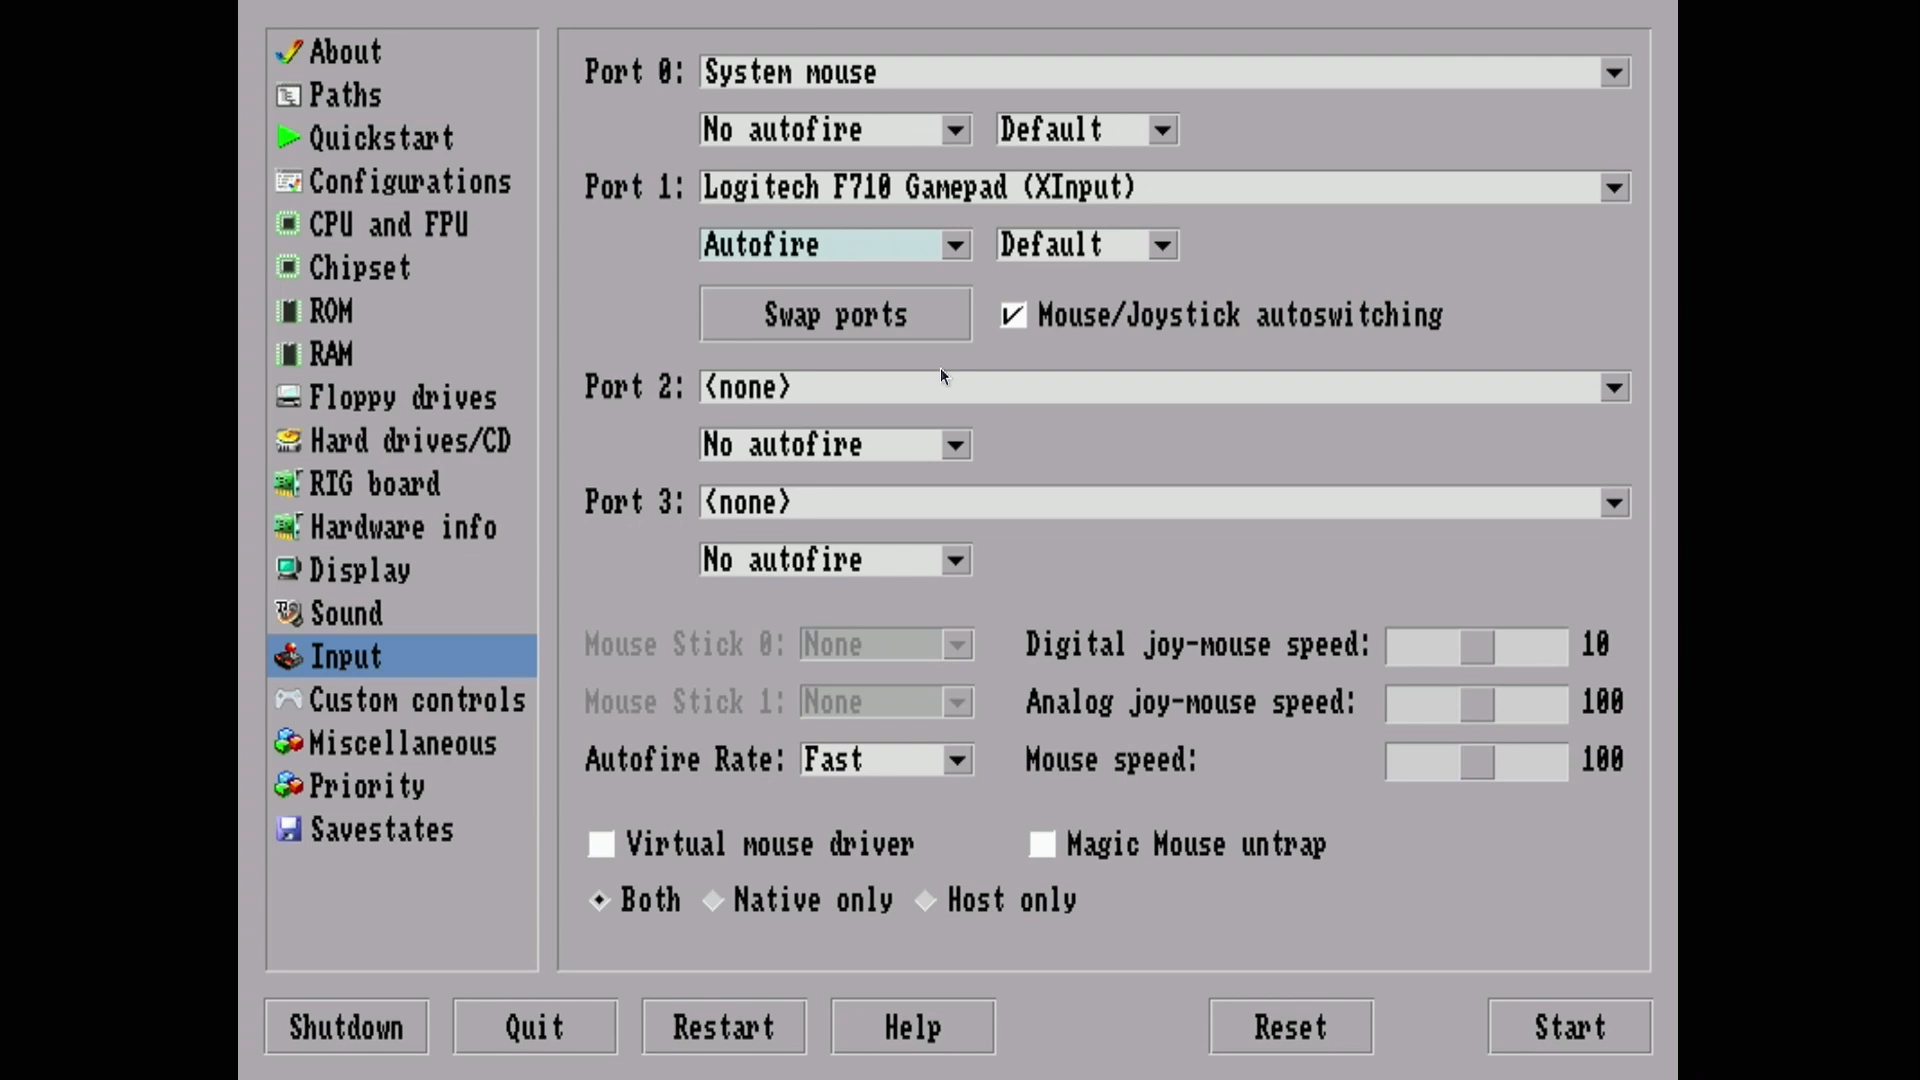 About
Paths
Quickstart
Configurations
CPU and FPU
Chipset
ROM
RAM
Floppy drives
Hard drives/CD
RTG board
Hardware info
Display
Sound
Input
Custom controls
Miscellaneous
Priority
Savestates
Port 0: System mouse
No autofire Default
Port 1: Logitech F710 Gamepad (XInput)
Autofire Default
Swap ports Mouse/Joystick autoswitching
Port 2: <none>
No autofire
Port 3: <none>
No autofire
Mouse Stick 0: None Digital joy-mouse speed: 10
Mouse Stick 1: None Analog joy-mouse speed: 100
Autofire Rate: Fast Mouse speed: 100
Virtual mouse driver Magic Mouse untrap
Both Native only Host only
Shutdown Quit Restart Help Reset Start